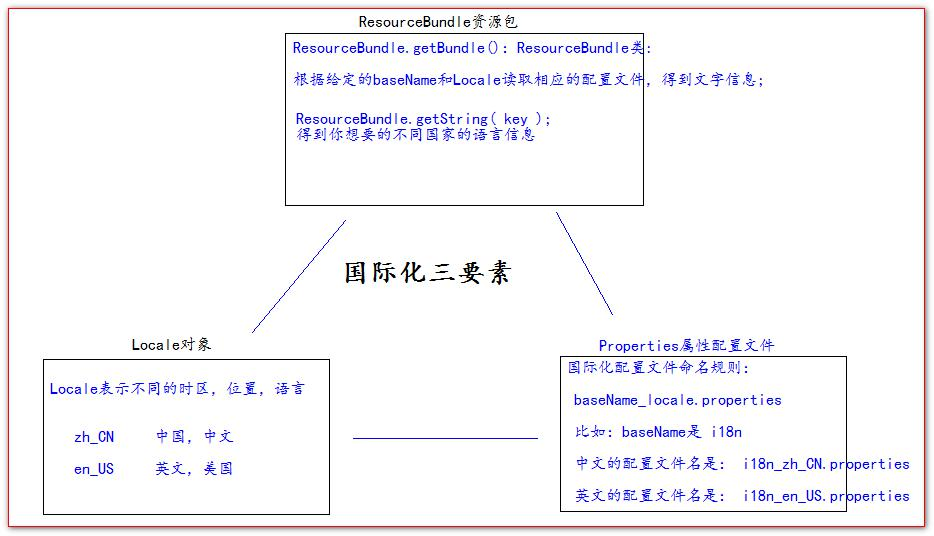 ResourceBundle资源包
ResourceBundle.getBundle(): ResourceBundle类:
根据给定的baseName和Locale读取相应的配置文件，得到文字信息;
ResourceBundle.getString( key );
得到你想要的不同国家的语言信息
国际化三要素
Locale对象
Locale表示不同的时区，位置，语言
zh_CN 中国，中文
en_US 英文，美国
Properties属性配置文件
国际化配置文件命名规则:
baseName_locale.properties
比如: baseName是 i18n
中文的配置文件名是: i18n_zh_CN.properties
英文的配置文件名是: i18n_en_US.properties